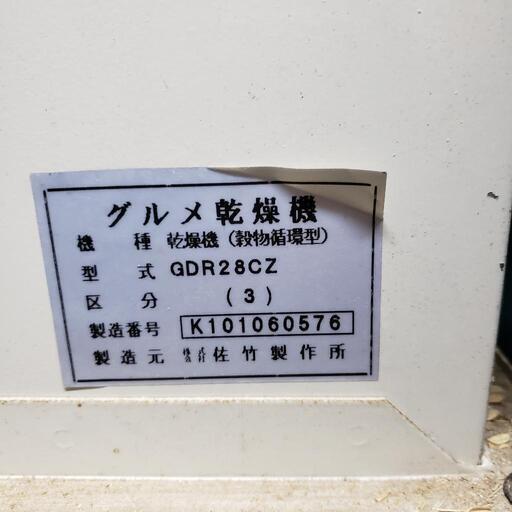 グルメ乾燥機
機種 乾燥機（穀物循環型）
型式 GDR28CZ
区分 （3）
製造番号 K101060576
製造元 株式会社 佐竹製作所